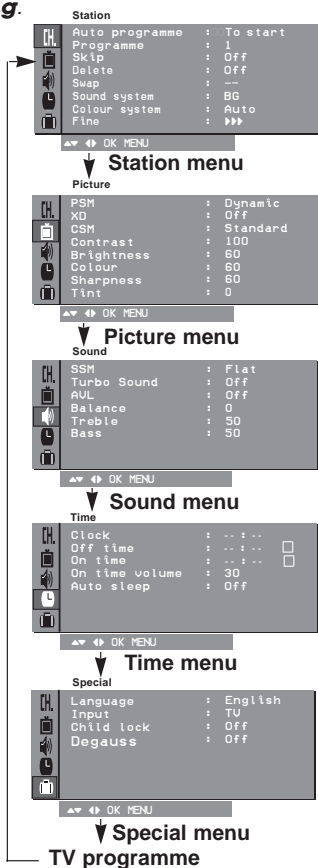 g.
Station
CH. Auto programme : To start
Programme : 1
Skip : Off
Delete : Off
Swap : --
Sound system : BG
Colour system : Auto
Fine : ▶▶▶
▲▼ ◀▶ OK MENU
Station menu
Picture
CH. PSM : Dynamic
XD : Off
CSM : Standard
Contrast : 100
Brightness : 60
Colour : 60
Sharpness : 60
Tint : 0
▲▼ ◀▶ OK MENU
Picture menu
Sound
CH. SSM : Flat
Turbo Sound : Off
AVL : Off
Balance : 0
Treble : 50
Bass : 50
▲▼ ◀▶ OK MENU
Sound menu
Time
CH. Clock : -- : --
Off time : -- : --
On time : -- : --
On time volume : 30
Auto sleep : Off
▲▼ ◀▶ OK MENU
Time menu
Special
CH. Language : English
Input : TV
Child lock : Off
Degauss : Off
▲▼ ◀▶ OK MENU
Special menu
TV programme